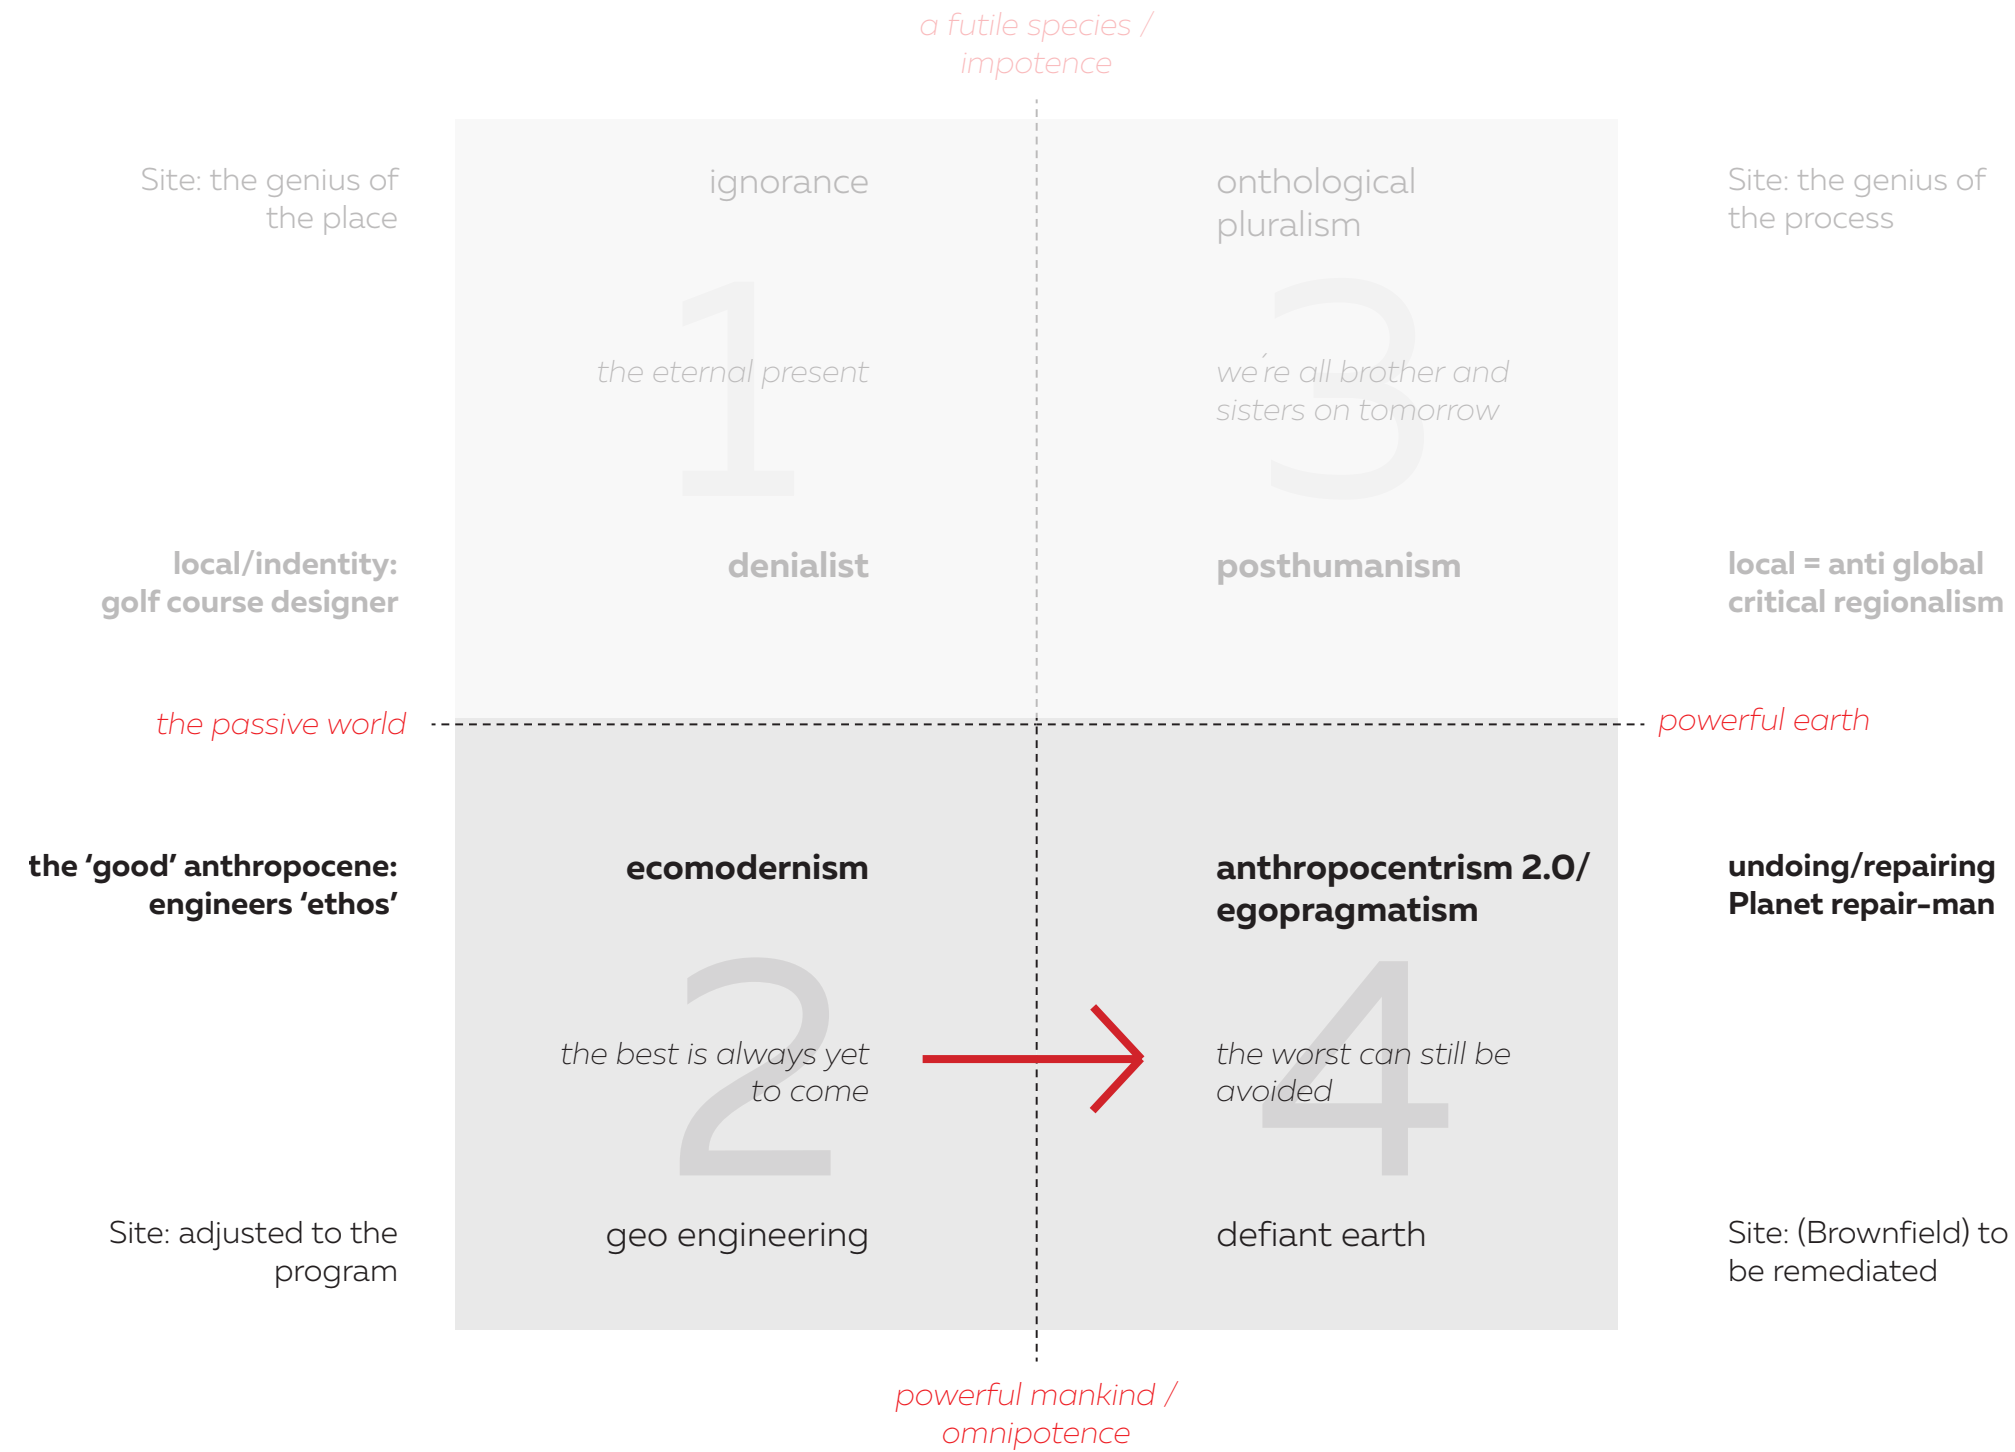 a futile species /
impotence
Site: the genius of
the place
ignorance
onthological
pluralism
Site: the genius of
the process
1
3
the eternal present
we´re all brother and
sisters on tomorrow
local/indentity:
golf course designer
denialist
posthumanism
local = anti global
critical regionalism
the passive world
powerful earth
the ‘good’ anthropocene:
engineers ‘ethos’
ecomodernism
anthropocentrism 2.0/
egopragmatism
undoing/repairing
Planet repair-man
2
4
the best is always yet
to come
the worst can still be
avoided
Site: adjusted to the
program
geo engineering
defiant earth
Site: (Brownfield) to
be remediated
powerful mankind /
omnipotence